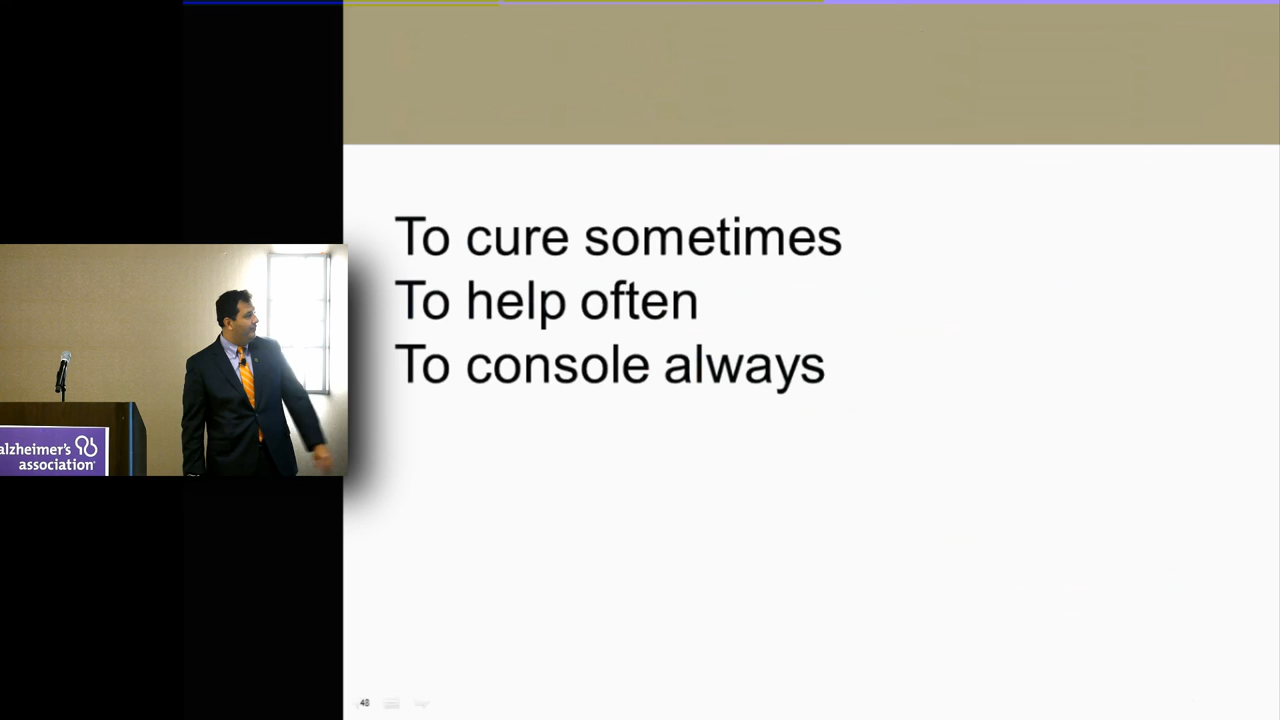 To cure sometimes
To help often
To console always
alzheimer's
association
48